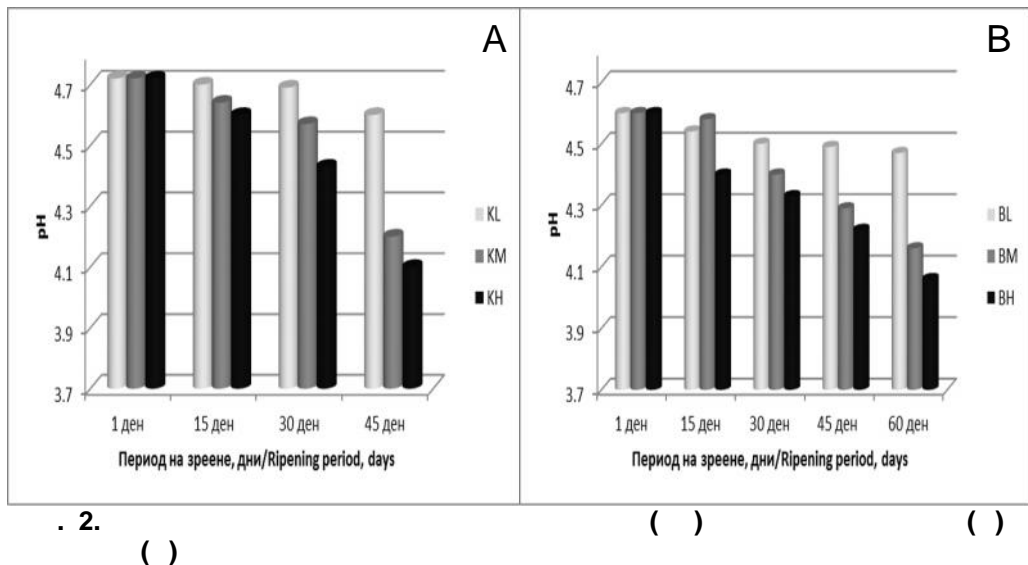 A
4.7
4.5
4.3
4.1
3.9
3.7
pH
KL
KM
KH
1 ден 15 ден 30 ден 45 ден
Период на зреене, дни/Ripening period, days
B
4.7
4.5
4.3
4.1
3.9
3.7
pH
BL
BM
BH
1 ден 15 ден 30 ден 45 ден 60 ден
Период на зреене, дни/Ripening period, days
. 2. ( ) ( )
( )